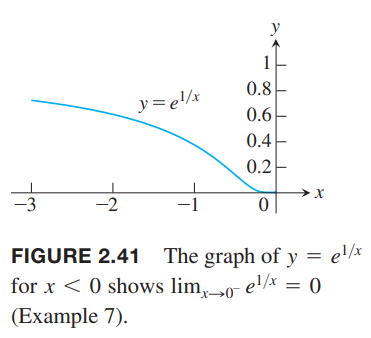 y
1
0.8
y = e^{1/x}
0.6
0.4
0.2
x
−3 −2 −1 0
FIGURE 2.41 The graph of y = e^{1/x}
for x < 0 shows lim_{x→0⁻} e^{1/x} = 0
(Example 7).